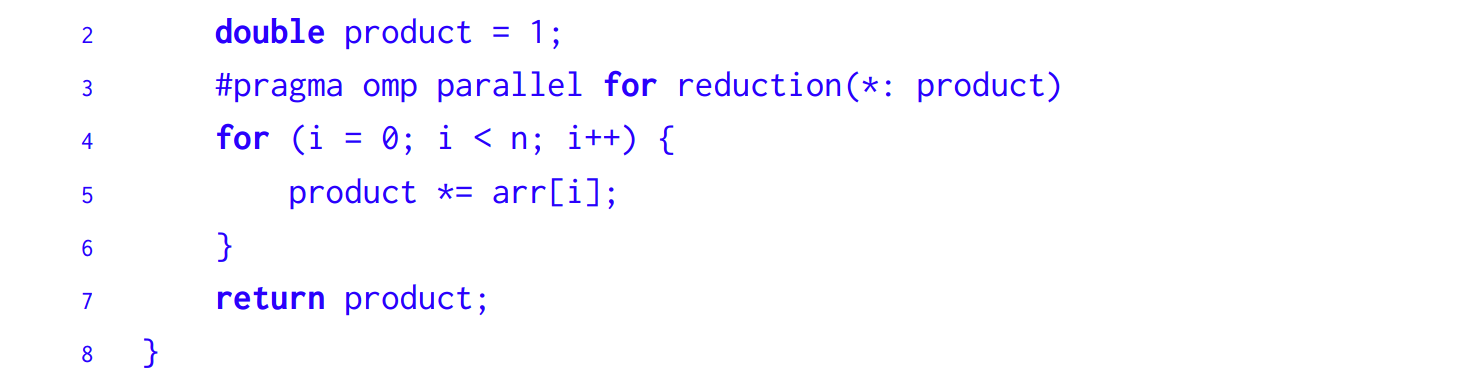 2 double product = 1;
3 #pragma omp parallel for reduction(*: product)
4 for (i = 0; i < n; i++) {
5 product *= arr[i];
6 }
7 return product;
8 }